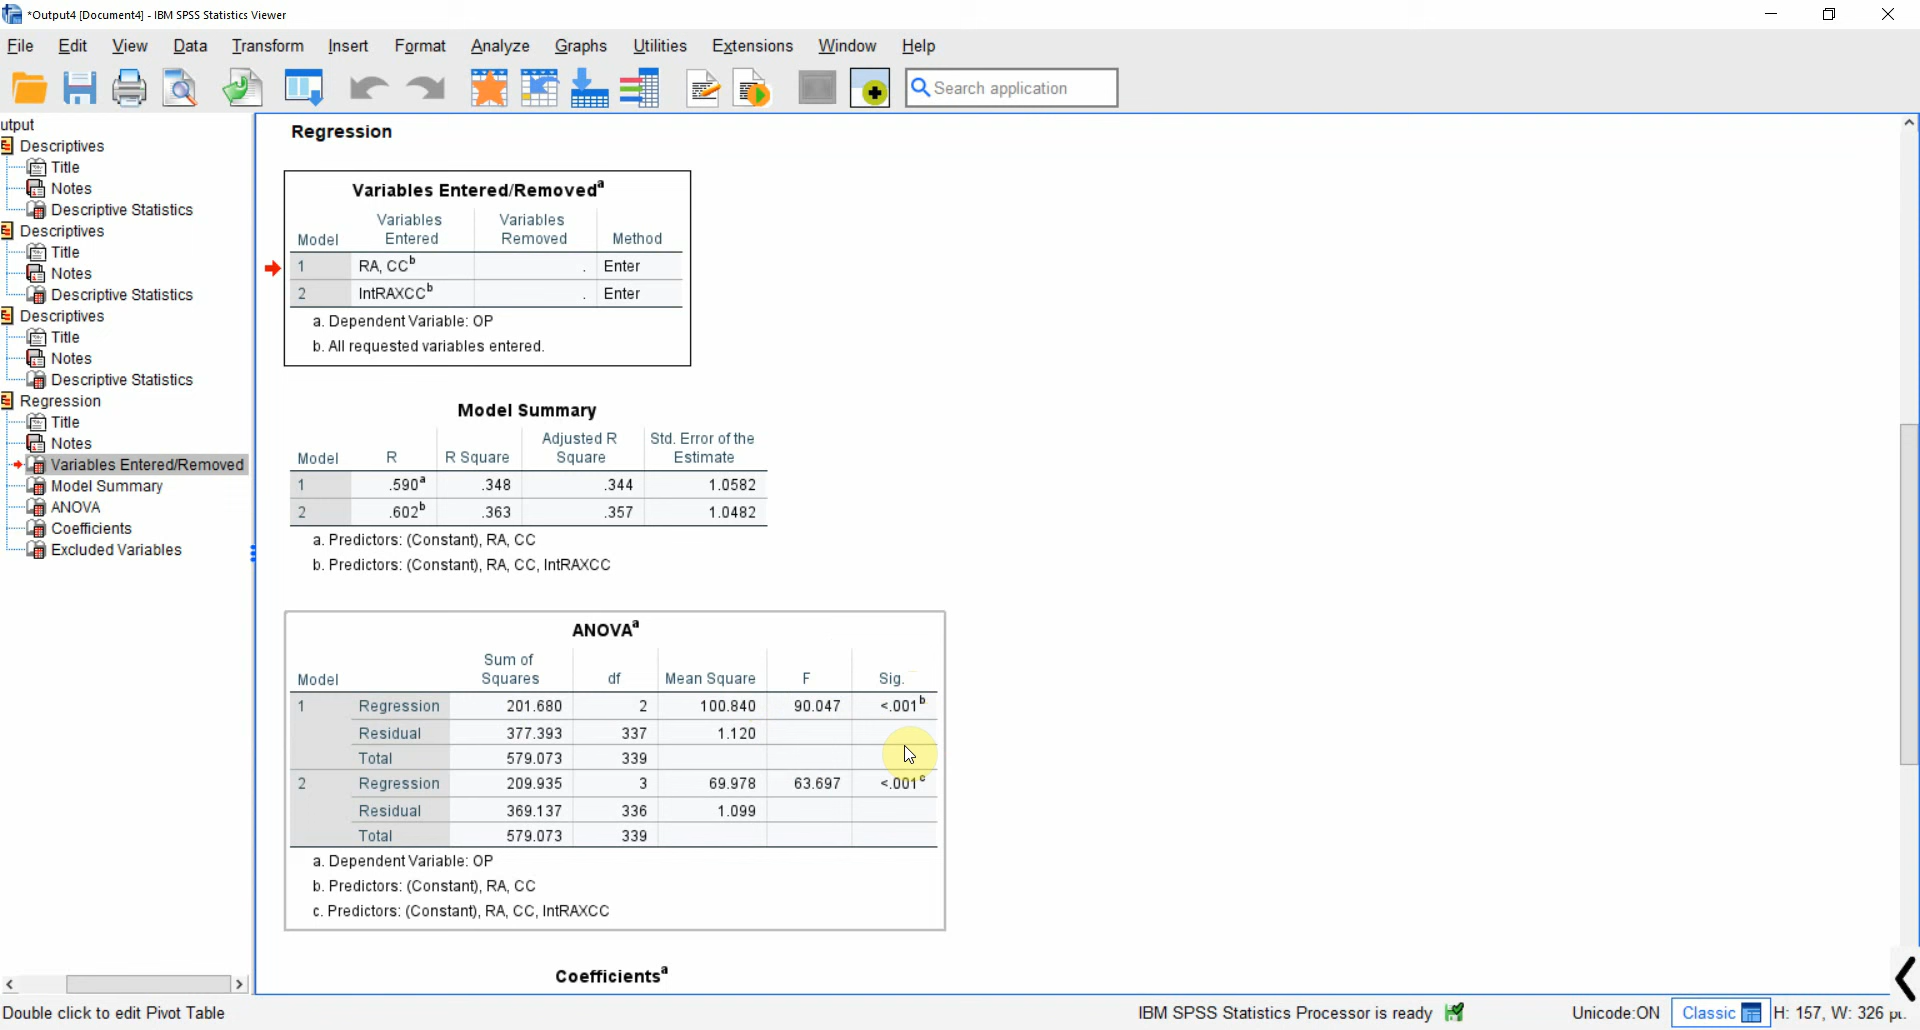 *Output4 [Document4] - IBM SPSS Statistics Viewer
File Edit View Data Transform Insert Format Analyze Graphs Utilities Extensions Window Help
Search application
utput
Descriptives
Title
Notes
Descriptive Statistics
Descriptives
Title
Notes
Descriptive Statistics
Descriptives
Title
Notes
Descriptive Statistics
Regression
Title
Notes
Variables Entered/Removed
Model Summary
ANOVA
Coefficients
Excluded Variables
Regression
Variables Entered/Removed^a
Model Variables Entered Variables Removed Method
1 RA, CC^b . Enter
2 IntRAXCC^b . Enter
a. Dependent Variable: OP
b. All requested variables entered.
Model Summary
Model R R Square Adjusted R Square Std. Error of the Estimate
1 .590^a .348 .344 1.0582
2 .602^b .363 .357 1.0482
a. Predictors: (Constant), RA, CC
b. Predictors: (Constant), RA, CC, IntRAXCC
ANOVA^a
Model Sum of Squares df Mean Square F Sig.
1 Regression 201.680 2 100.840 90.047 <.001^b
Residual 377.393 337 1.120
Total 579.073 339
2 Regression 209.935 3 69.978 63.697 <.001^c
Residual 369.137 336 1.099
Total 579.073 339
a. Dependent Variable: OP
b. Predictors: (Constant), RA, CC
c. Predictors: (Constant), RA, CC, IntRAXCC
Coefficients^a
Double click to edit Pivot Table
IBM SPSS Statistics Processor is ready Unicode:ON Classic H: 157, W: 326 pt.